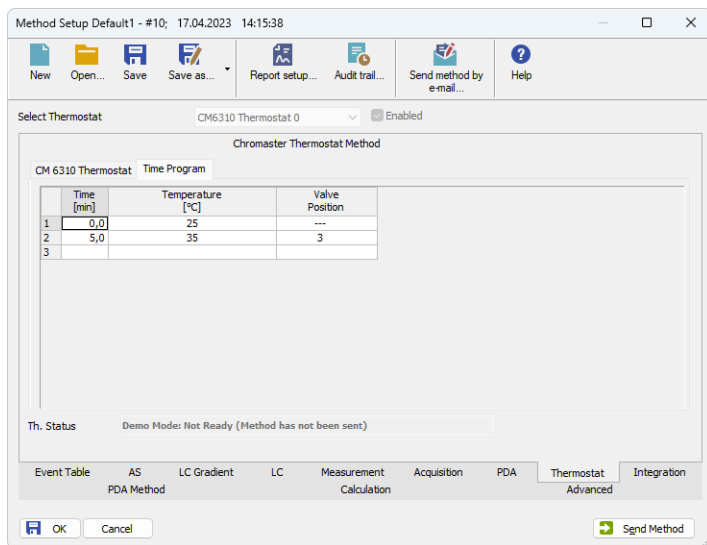 Method Setup Default1 - #10; 17.04.2023 14:15:38
New Open... Save Save as... Report setup... Audit trail... Send method by e-mail... Help
Select Thermostat CM6310 Thermostat 0 Enabled
Chromaster Thermostat Method
CM 6310 Thermostat Time Program
Time [min] Temperature [°C] Valve Position
1 0,0 25 ---
2 5,0 35 3
3
Th. Status Demo Mode: Not Ready (Method has not been sent)
Event Table AS LC Gradient LC Measurement Acquisition PDA Thermostat Integration
PDA Method Calculation Advanced
OK Cancel Send Method